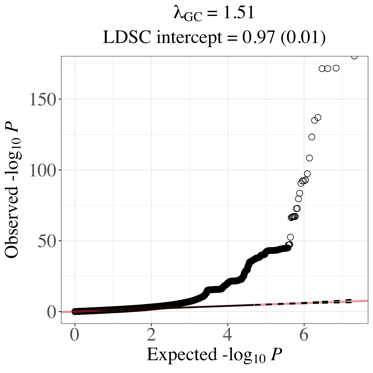 λGC = 1.51
LDSC intercept = 0.97 (0.01)
Observed -log10 P
150
100
50
0
0 2 4 6
Expected -log10 P